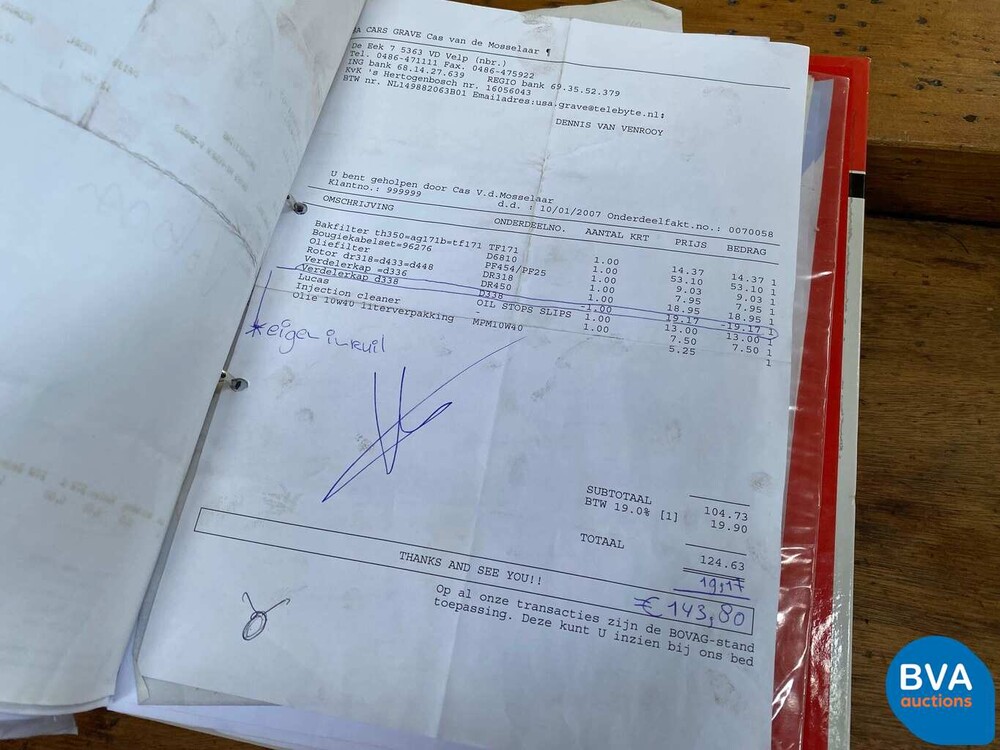 CARS GRAVE Cas van de Mosselaar ¶
De Eek 7 5363 VD Velp (nbr.)
Tel. 0486-471111 Fax. 0486-475922
ING bank 68.14.27.639 REGIO bank 69.35.52.379
KvK 's Hertogenbosch nr. 16056043
BTW nr. NL149882063B01 Emailadres:usa.grave@telebyte.nl:
DENNIS VAN VENROOY
U bent geholpen door Cas V.d.Mosselaar
Klantno.: 999999 d.d. : 10/01/2007 Onderdeelfakt.no.: 0070058
OMSCHRIJVING ONDERDEELNO. AANTAL KRT PRIJS BEDRAG
Bakfilter th350=ag171b=tf171 TF171 1.00 14.37 14.37 1
Bougiekabelset=96276 D6810 1.00 53.10 53.10 1
Oliefilter PF454/PF25 1.00 9.03 9.03 1
Rotor dr318=d433=d448 DR318 1.00 7.95 7.95 1
Verdelerkap =d336 DR450 1.00 18.95 18.95 1
Verdelerkap d338 D338 -1.00 19.17 -19.17 1
Lucas OIL STOPS SLIPS 1.00 13.00 13.00 1
Injection cleaner - 1.00 7.50 7.50 1
Olie 10w40 literverpakking MPM10W40 5.25 1
*eigen inruil
SUBTOTAAL 104.73
BTW 19.0% [1] 19.90
TOTAAL 124.63
19,17
€ 143,80
THANKS AND SEE YOU!!
Op al onze transacties zijn de BOVAG-stand
toepassing. Deze kunt U inzien bij ons bed
BVA
auctions